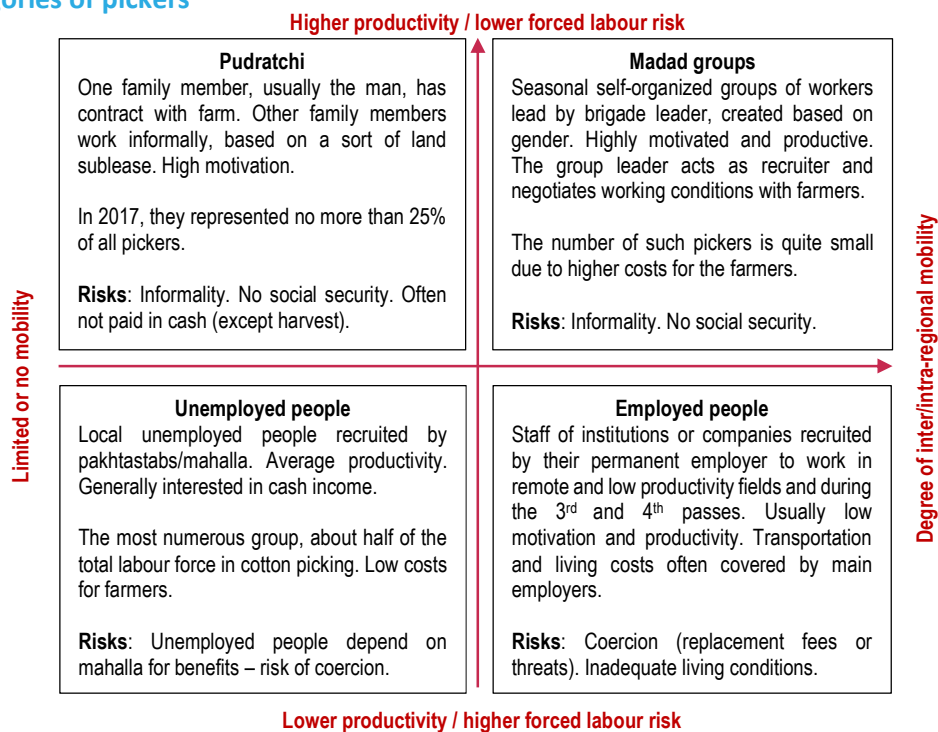 ories of pickers
Higher productivity / lower forced labour risk
Pudratchi
One family member, usually the man, has
contract with farm. Other family members
work informally, based on a sort of land
sublease. High motivation.
In 2017, they represented no more than 25%
of all pickers.
Risks: Informality. No social security. Often
not paid in cash (except harvest).
Madad groups
Seasonal self-organized groups of workers
lead by brigade leader, created based on
gender. Highly motivated and productive.
The group leader acts as recruiter and
negotiates working conditions with farmers.
The number of such pickers is quite small
due to higher costs for the farmers.
Risks: Informality. No social security.
Limited or no mobility
Degree of inter/intra-regional mobility
Unemployed people
Local unemployed people recruited by
pakhtastabs/mahalla. Average productivity.
Generally interested in cash income.
The most numerous group, about half of the
total labour force in cotton picking. Low costs
for farmers.
Risks: Unemployed people depend on
mahalla for benefits – risk of coercion.
Employed people
Staff of institutions or companies recruited
by their permanent employer to work in
remote and low productivity fields and during
the 3rd and 4th passes. Usually low
motivation and productivity. Transportation
and living costs often covered by main
employers.
Risks: Coercion (replacement fees or
threats). Inadequate living conditions.
Lower productivity / higher forced labour risk